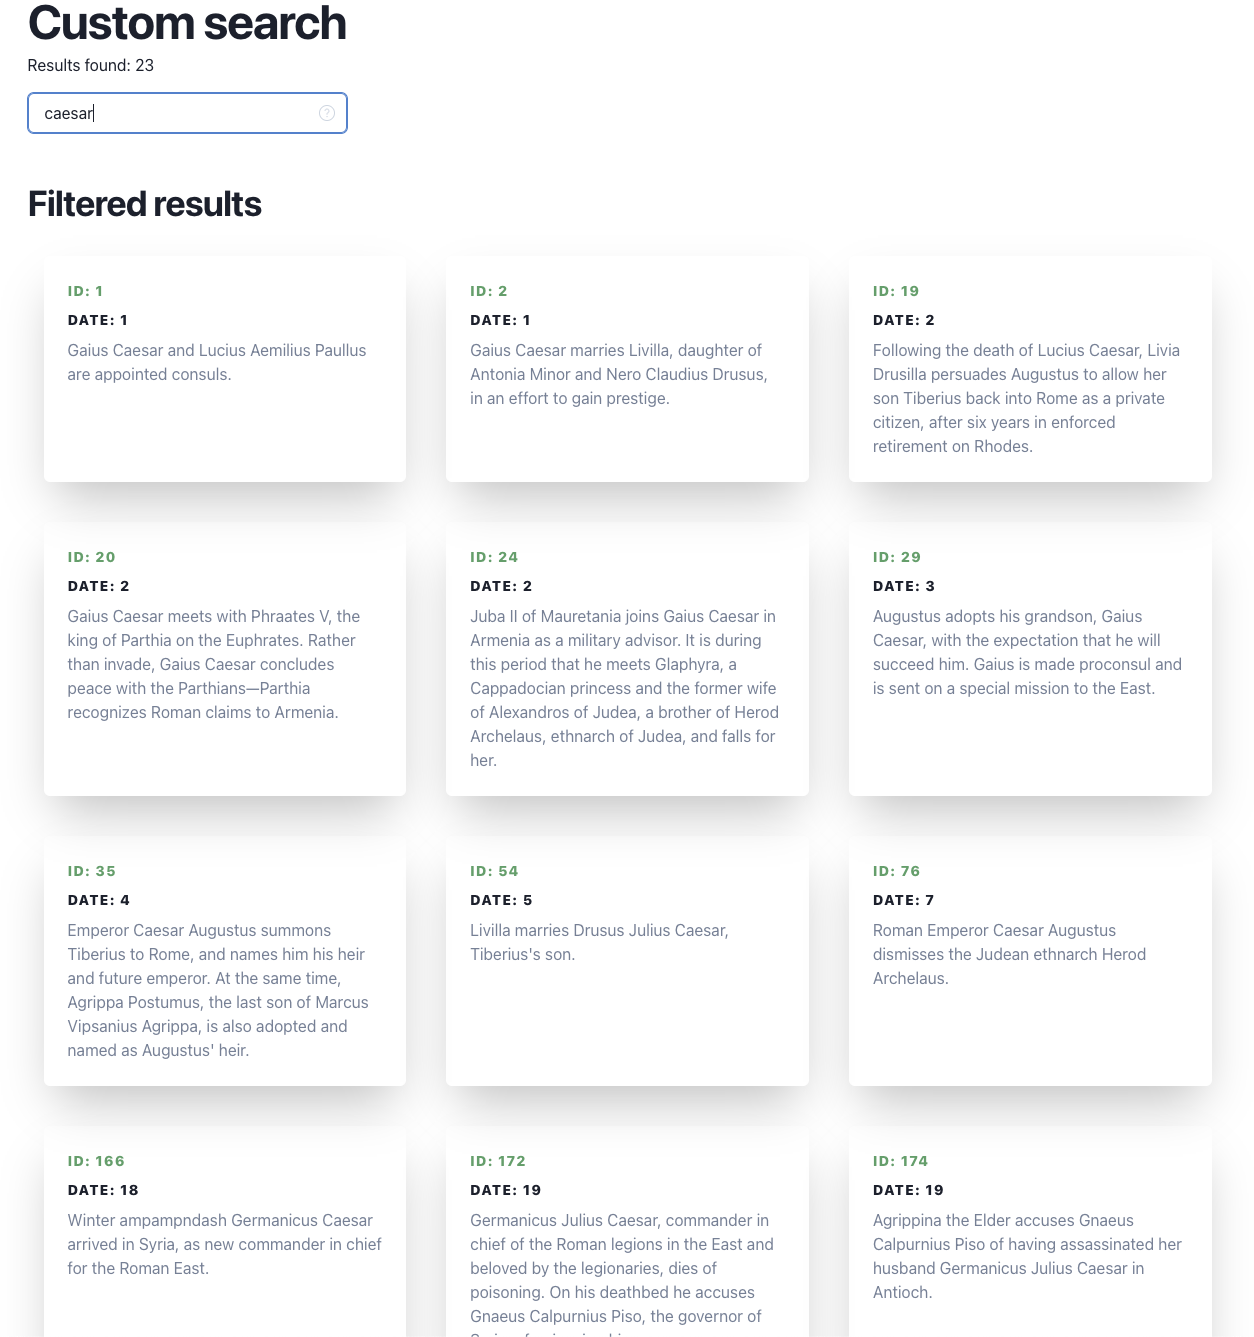 Custom search
Results found: 23
caesar
Filtered results
ID: 1
DATE: 1
Gaius Caesar and Lucius Aemilius Paullus
are appointed consuls.
ID: 2
DATE: 1
Gaius Caesar marries Livilla, daughter of
Antonia Minor and Nero Claudius Drusus,
in an effort to gain prestige.
ID: 19
DATE: 2
Following the death of Lucius Caesar, Livia
Drusilla persuades Augustus to allow her
son Tiberius back into Rome as a private
citizen, after six years in enforced
retirement on Rhodes.
ID: 20
DATE: 2
Gaius Caesar meets with Phraates V, the
king of Parthia on the Euphrates. Rather
than invade, Gaius Caesar concludes
peace with the Parthians—Parthia
recognizes Roman claims to Armenia.
ID: 24
DATE: 2
Juba II of Mauretania joins Gaius Caesar in
Armenia as a military advisor. It is during
this period that he meets Glaphyra, a
Cappadocian princess and the former wife
of Alexandros of Judea, a brother of Herod
Archelaus, ethnarch of Judea, and falls for
her.
ID: 29
DATE: 3
Augustus adopts his grandson, Gaius
Caesar, with the expectation that he will
succeed him. Gaius is made proconsul and
is sent on a special mission to the East.
ID: 35
DATE: 4
Emperor Caesar Augustus summons
Tiberius to Rome, and names him his heir
and future emperor. At the same time,
Agrippa Postumus, the last son of Marcus
Vipsanius Agrippa, is also adopted and
named as Augustus' heir.
ID: 54
DATE: 5
Livilla marries Drusus Julius Caesar,
Tiberius's son.
ID: 76
DATE: 7
Roman Emperor Caesar Augustus
dismisses the Judean ethnarch Herod
Archelaus.
ID: 166
DATE: 18
Winter ampampndash Germanicus Caesar
arrived in Syria, as new commander in chief
for the Roman East.
ID: 172
DATE: 19
Germanicus Julius Caesar, commander in
chief of the Roman legions in the East and
beloved by the legionaries, dies of
poisoning. On his deathbed he accuses
Gnaeus Calpurnius Piso, the governor of
ID: 174
DATE: 19
Agrippina the Elder accuses Gnaeus
Calpurnius Piso of having assassinated her
husband Germanicus Julius Caesar in
Antioch.